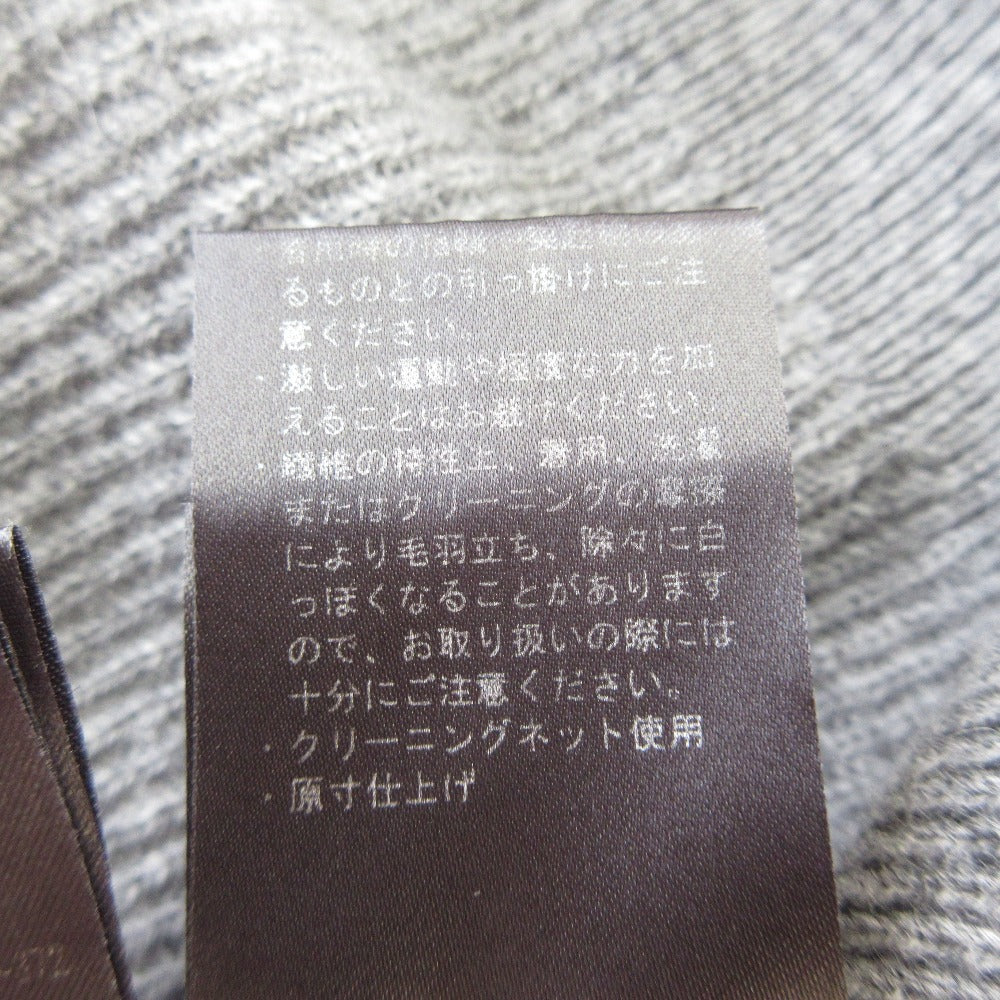 るものとの引っ掛けにご注
意ください。
・激しい運動や極度な力を加
えることはお避けください。
・繊維の特性上、着用、洗濯
またはクリーニングの摩擦
により毛羽立ち、除々に白
っぽくなることがあります
ので、お取り扱いの際には
十分にご注意ください。
・クリーニングネット使用
・原寸仕上げ